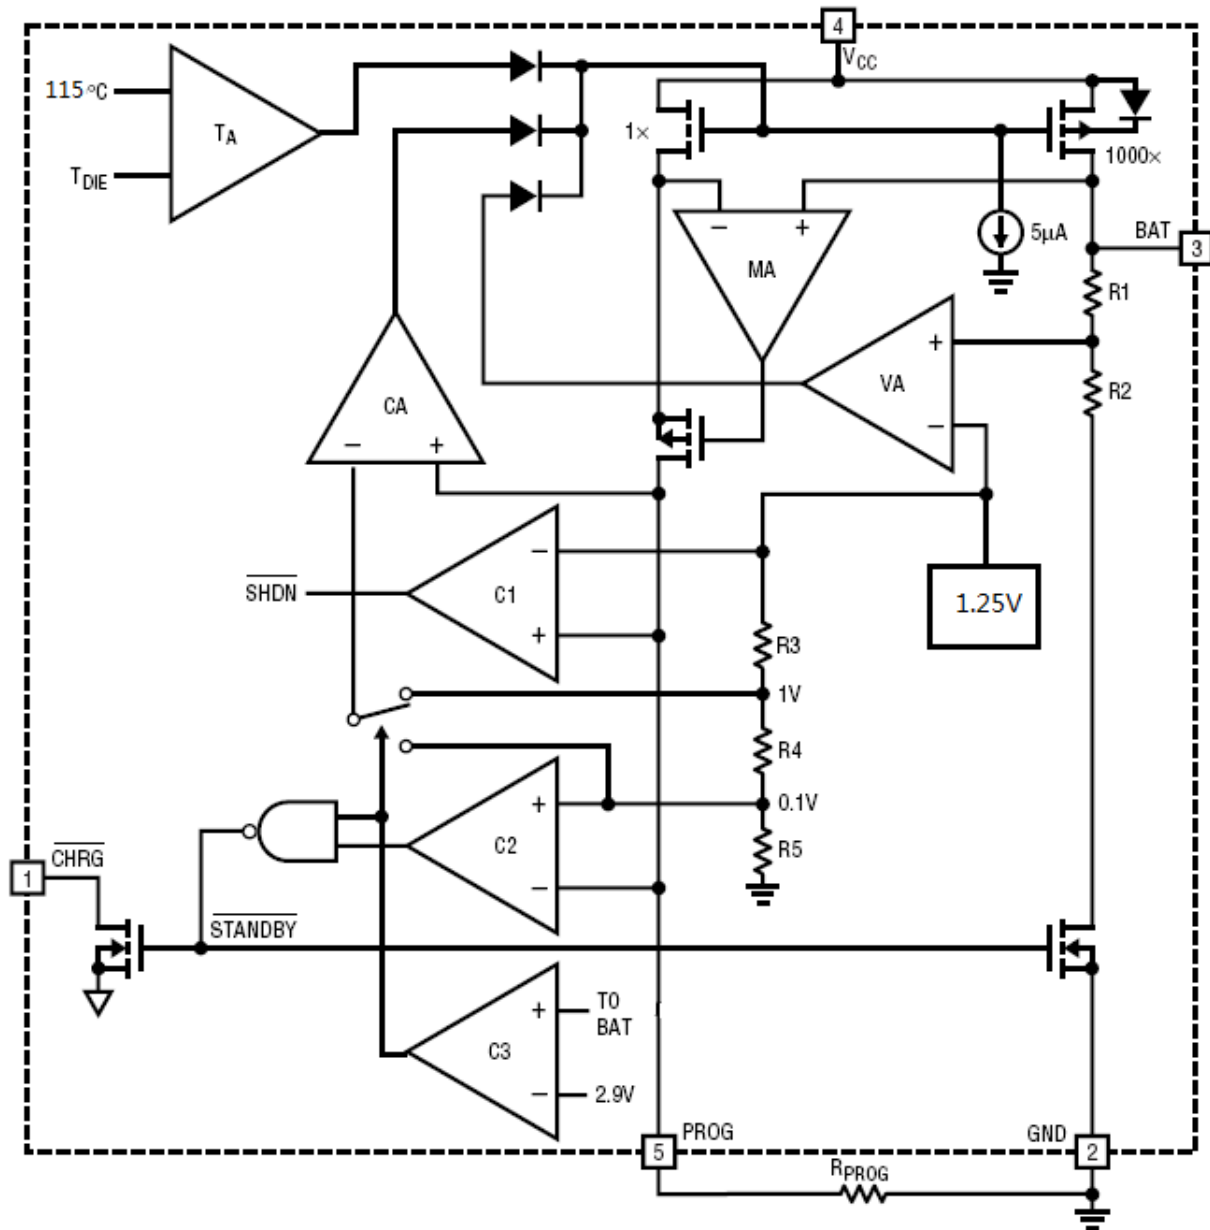 4
VCC
115°C
TA
TDIE
1×
1000×
− +
MA
5μA
BAT
3
R1
+
VA
−
R2
CA
− +
−
C1
+
SHDN
1.25V
R3
1V
R4
0.1V
R5
+
C2
−
CHRG
1
STANDBY
+
C3
−
TO
BAT
2.9V
PROG
5
GND
2
RPROG